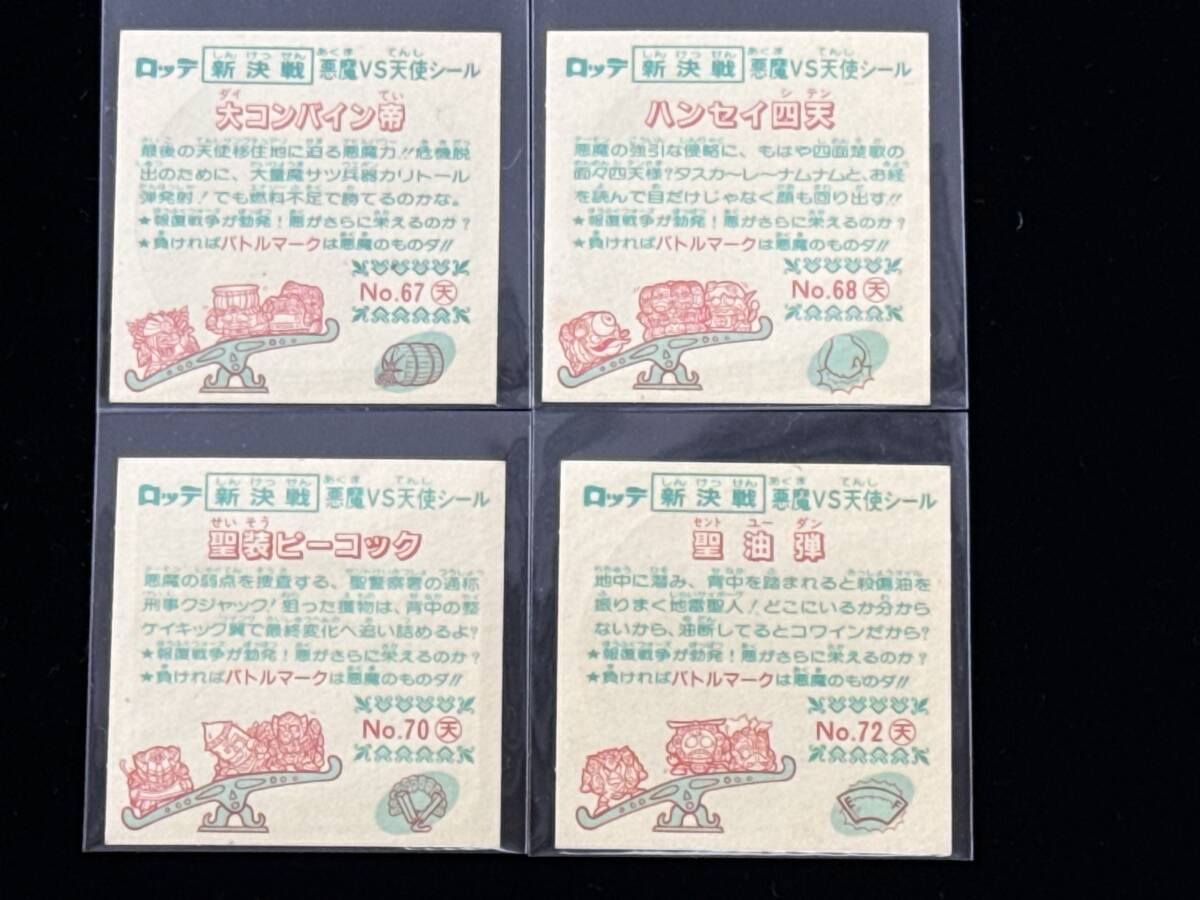 ロッテ 新決戦 悪魔VS天使シール
大コンバイン帝
最後の天使移住地に迫る悪魔力!!危機脱
出のために、大量魔サツ兵器カリトール
弾発射!でも燃料不足で勝てるのかな。
★報復戦争が勃発!悪がさらに栄えるのか?
★負ければバトルマークは悪魔のものダ!!
No.67 天
ロッテ 新決戦 悪魔VS天使シール
ハンセイ四天
悪魔の強引な侵略に、もはや四面楚歌の
面々四天様?タスカ〜レ〜ナムナムと、お経
を読んで目だけじゃなく顔も回り出す!!
★報復戦争が勃発!悪がさらに栄えるのか?
★負ければバトルマークは悪魔のものダ!!
No.68 天
ロッテ 新決戦 悪魔VS天使シール
聖装ピーコック
悪魔の弱点を捜査する、聖警察署の通称
刑事クジャック!狙った獲物は、背中の整
ケイキック翼で最終変化へ追い詰めるよ?
★報復戦争が勃発!悪がさらに栄えるのか?
★負ければバトルマークは悪魔のものダ!!
No.70 天
ロッテ 新決戦 悪魔VS天使シール
聖油弾
地中に潜み、背中を踏まれると殺傷油を
振りまく地雷聖人!どこにいるか分から
ないから、油断してるとコワインだから?
★報復戦争が勃発!悪がさらに栄えるのか?
★負ければバトルマークは悪魔のものダ!!
No.72 天
E F